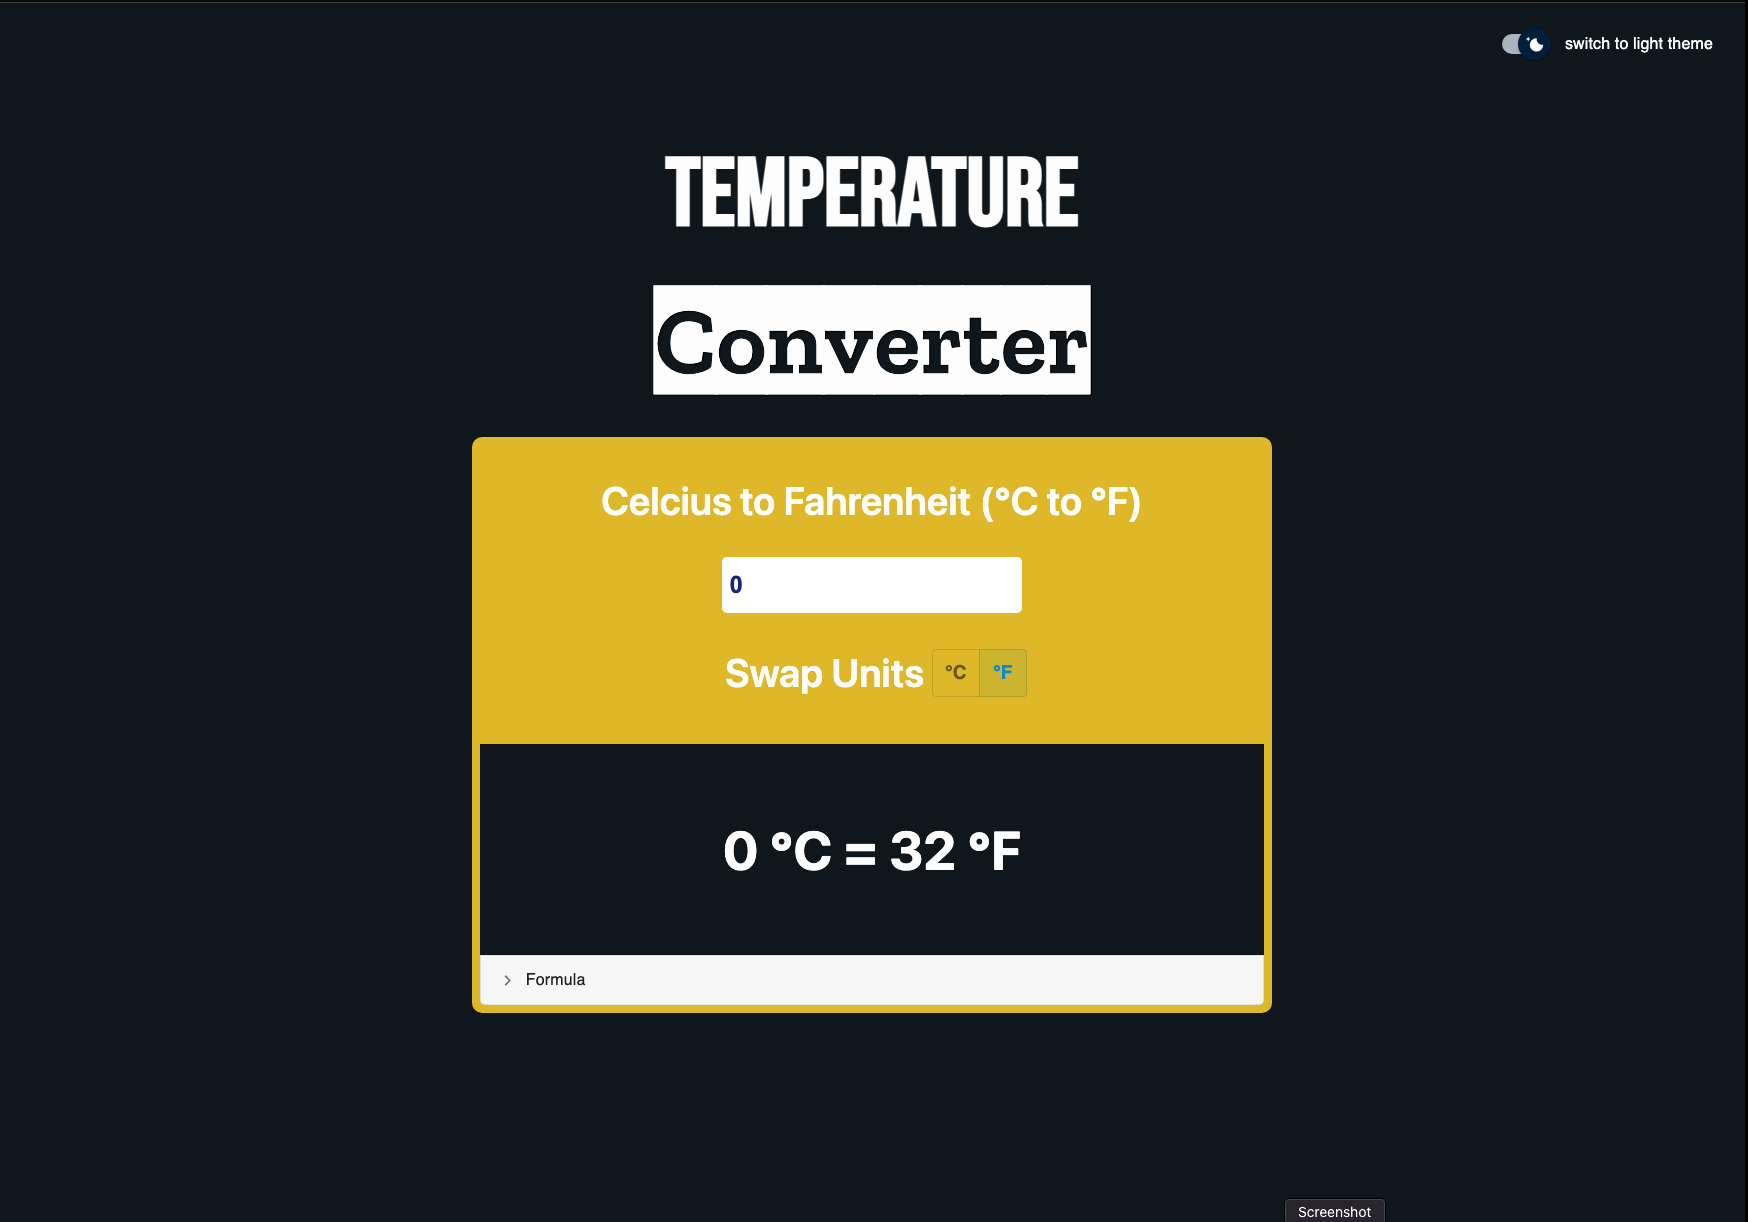 switch to light theme
TEMPERATURE
Converter
Celcius to Fahrenheit (°C to °F)
0
Swap Units °C °F
0 °C = 32 °F
Formula
Screenshot